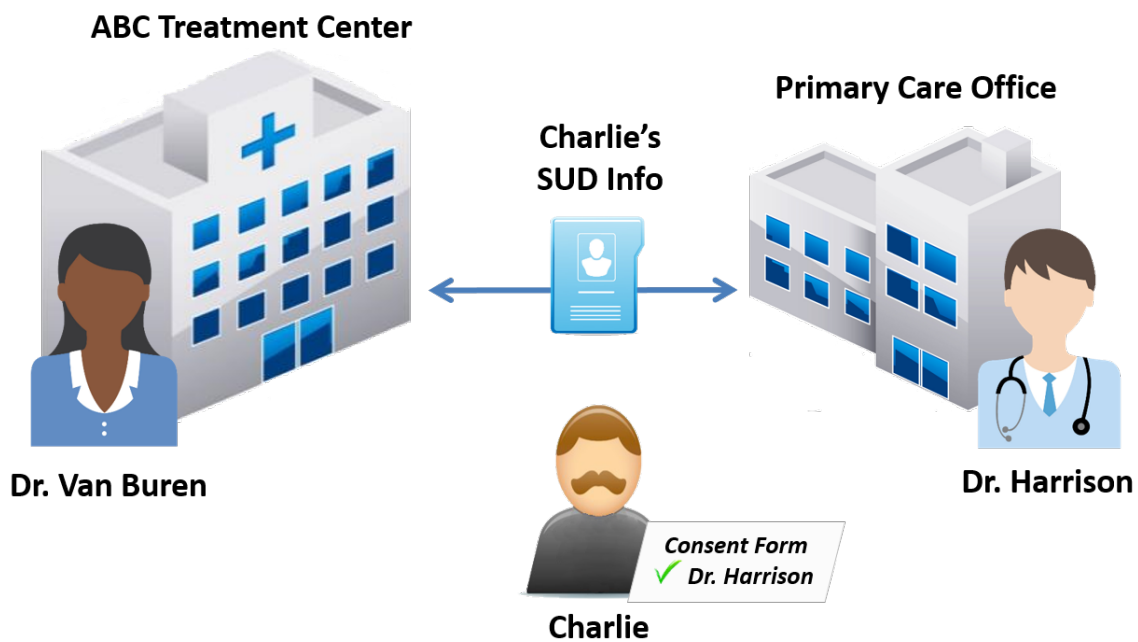 ABC Treatment Center
Primary Care Office
Charlie's
SUD Info
Dr. Van Buren
Dr. Harrison
Consent Form
Dr. Harrison
Charlie